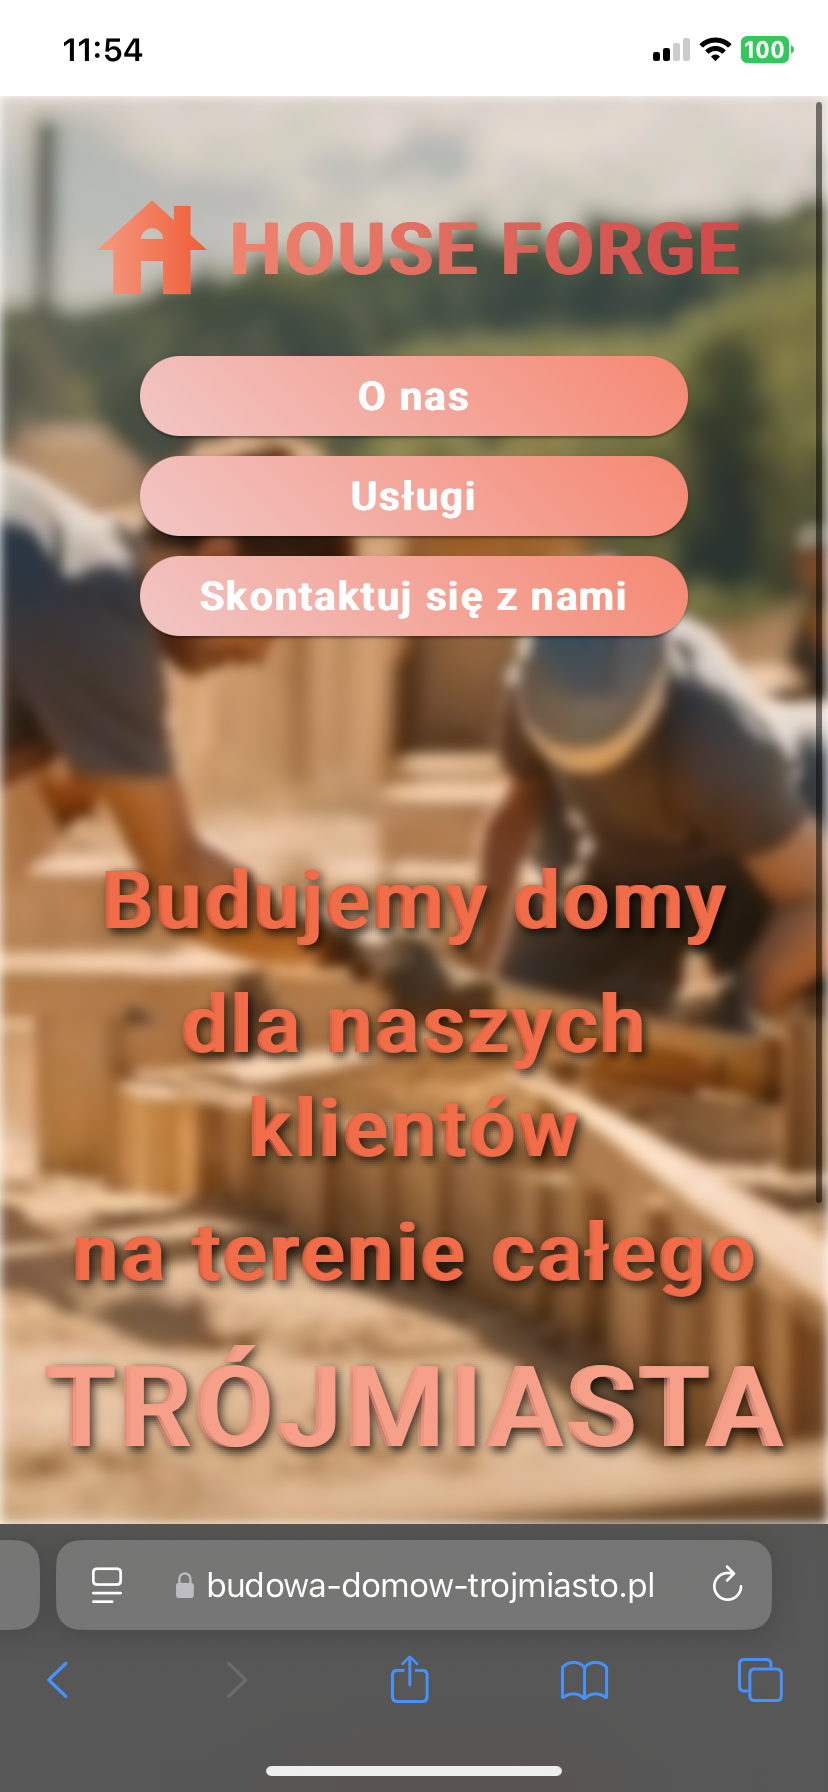 11:54
100
HOUSE FORGE
O nas
Usługi
Skontaktuj się z nami
Budujemy domy
dla naszych
klientów
na terenie całego
TRÓJMIASTA
budowa-domow-trojmiasto.pl